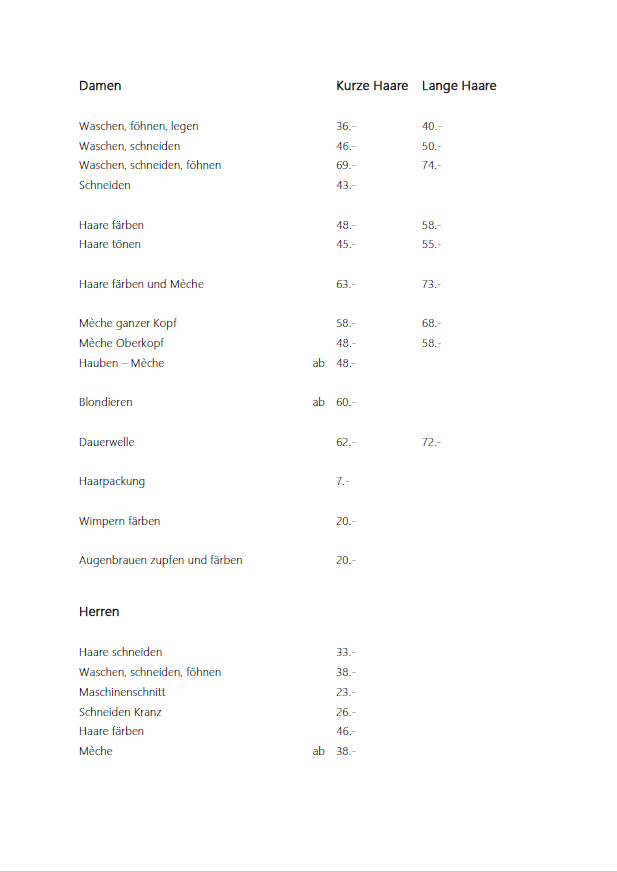 Damen Kurze Haare Lange Haare
Waschen, föhnen, legen 36.- 40.-
Waschen, schneiden 46.- 50.-
Waschen, schneiden, föhnen 69.- 74.-
Schneiden 43.-
Haare färben 48.- 58.-
Haare tönen 45.- 55.-
Haare färben und Mèche 63.- 73.-
Mèche ganzer Kopf 58.- 68.-
Mèche Oberkopf 48.- 58.-
Hauben – Mèche ab 48.-
Blondieren ab 60.-
Dauerwelle 62.- 72.-
Haarpackung 7.-
Wimpern färben 20.-
Augenbrauen zupfen und färben 20.-
Herren
Haare schneiden 33.-
Waschen, schneiden, föhnen 38.-
Maschinenschnitt 23.-
Schneiden Kranz 26.-
Haare färben 46.-
Mèche ab 38.-